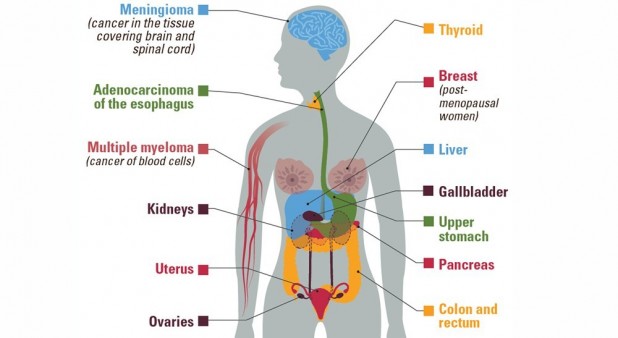 Meningioma
(cancer in the tissue
covering brain and
spinal cord)
Adenocarcinoma
of the esophagus
Multiple myeloma
(cancer of blood cells)
Kidneys
Uterus
Ovaries
Thyroid
Breast
(post-
menopausal
women)
Liver
Gallbladder
Upper
stomach
Pancreas
Colon and
rectum